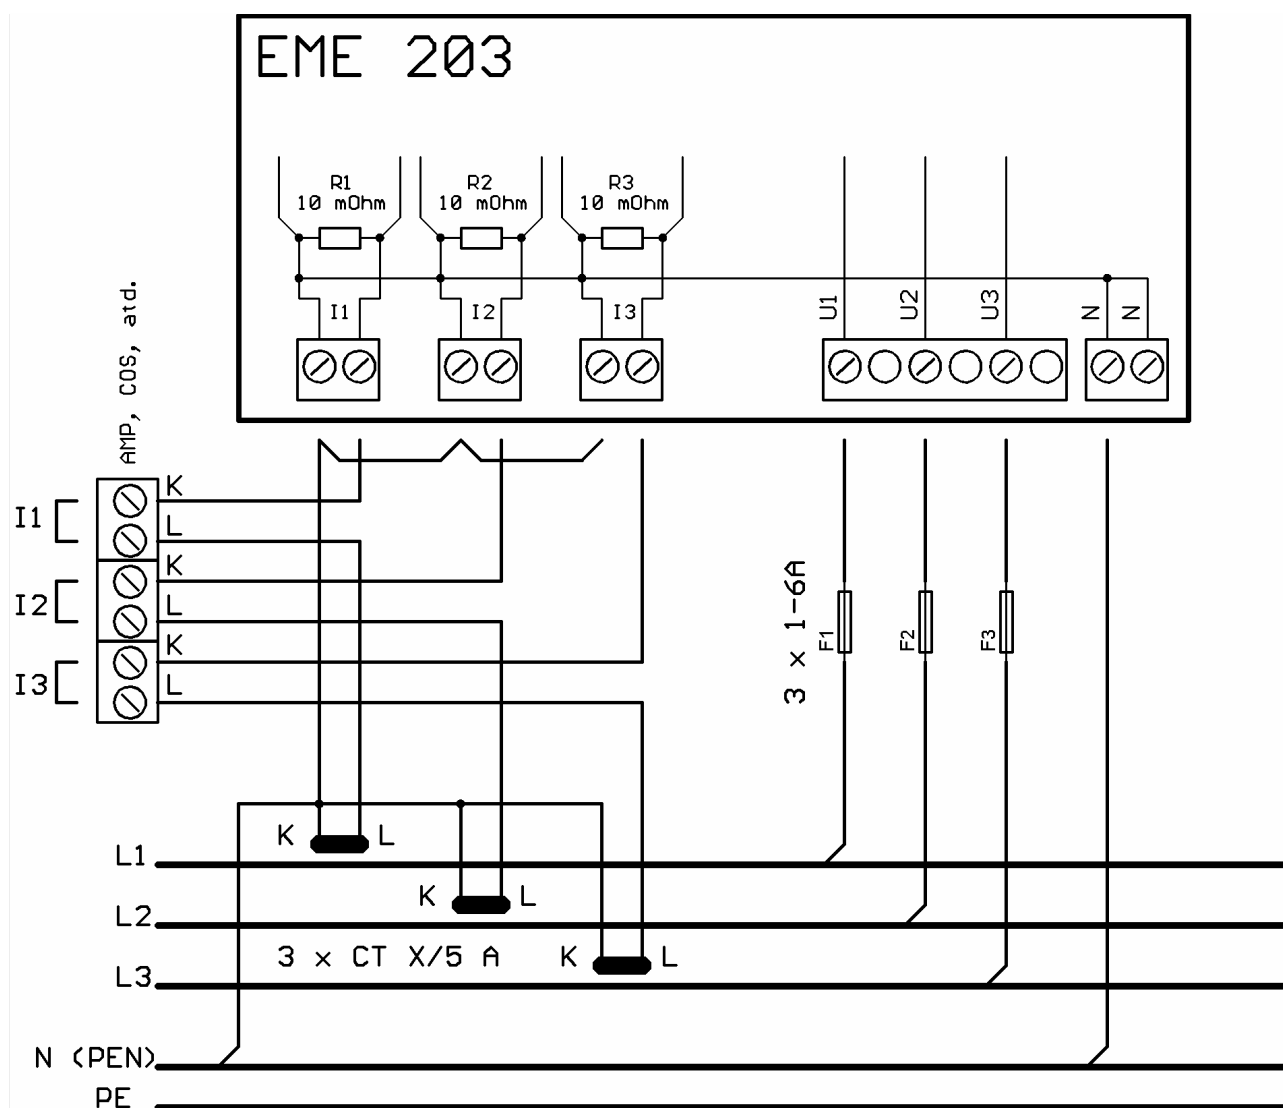 EME 203
R1
10 mOhm
R2
10 mOhm
R3
10 mOhm
I1
I2
I3
U1
U2
U3
N
N
AMP, COS, atd.
I1
K
L
I2
K
L
I3
K
L
3 x 1-6A
F1
F2
F3
K
L
L1
K
L
L2
3 x CT X/5 A
K
L
L3
N (PEN)
PE